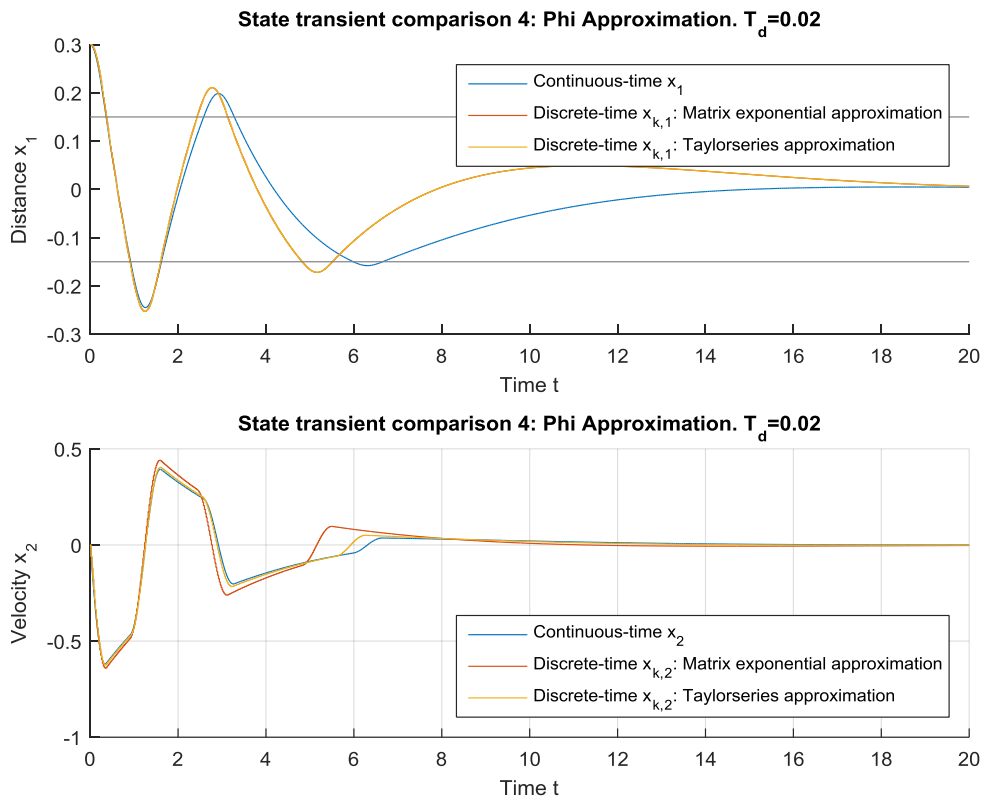 State transient comparison 4: Phi Approximation. T_d=0.02
0.3
0.2
0.1
0
-0.1
-0.2
-0.3
Distance x_1
Continuous-time x_1
Discrete-time x_k,1: Matrix exponential approximation
Discrete-time x_k,1: Taylorseries approximation
0 2 4 6 8 10 12 14 16 18 20
Time t
State transient comparison 4: Phi Approximation. T_d=0.02
0.5
0
-0.5
-1
Velocity x_2
Continuous-time x_2
Discrete-time x_k,2: Matrix exponential approximation
Discrete-time x_k,2: Taylorseries approximation
0 2 4 6 8 10 12 14 16 18 20
Time t